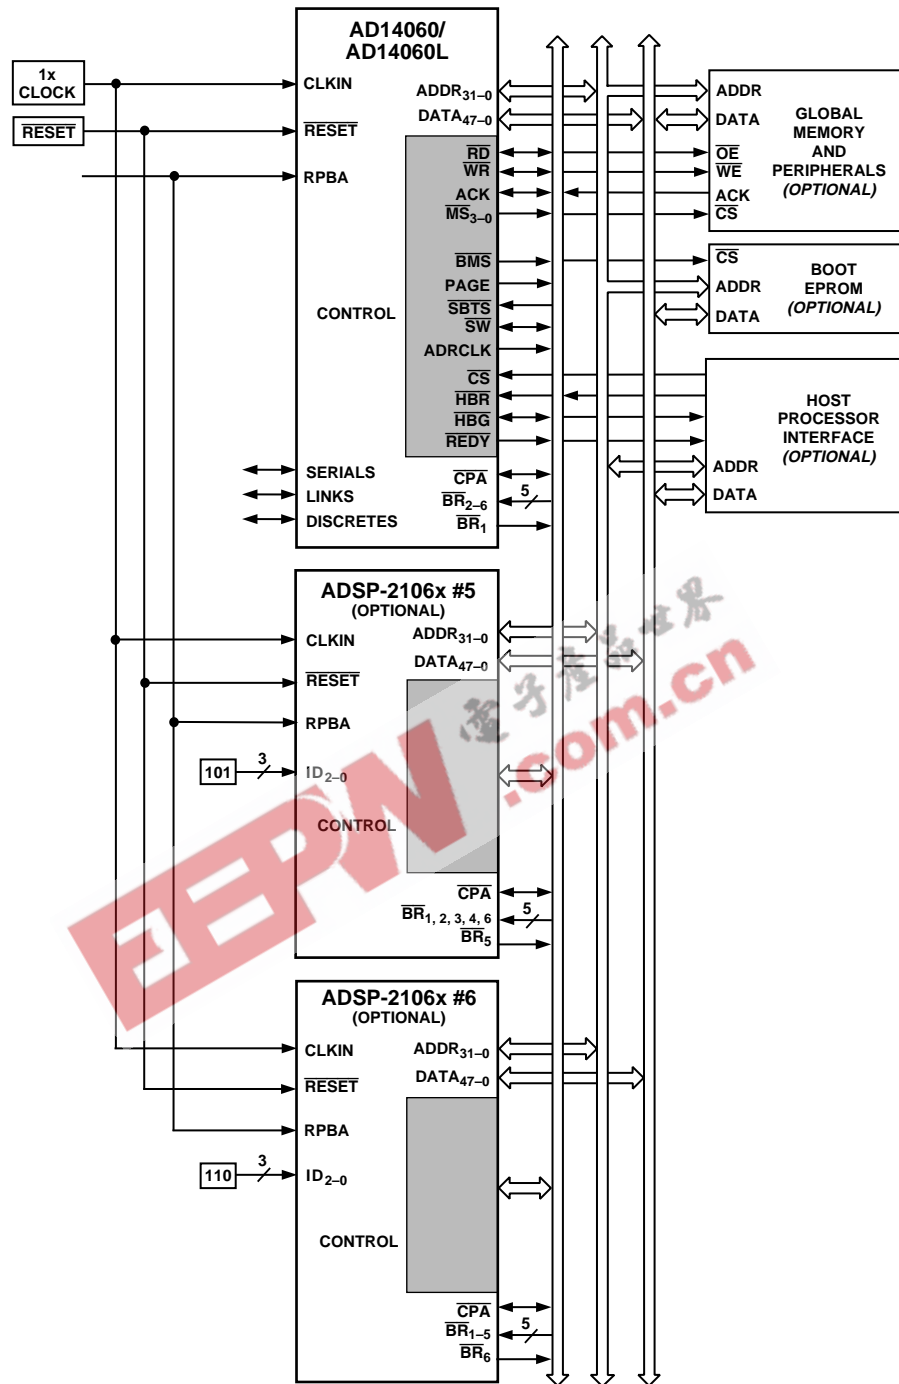 AD14060/
AD14060L
1x
CLOCK
RESET
CLKIN
RESET
RPBA
CONTROL
SERIALS
LINKS
DISCRETES
ADDR31–0
DATA47–0
RD
WR
ACK
MS3–0
BMS
PAGE
SBTS
SW
ADRCLK
CS
HBR
HBG
REDY
CPA
BR2–6
5
BR1
ADDR
DATA
OE
WE
ACK
CS
GLOBAL
MEMORY
AND
PERIPHERALS
(OPTIONAL)
CS
ADDR
DATA
BOOT
EPROM
(OPTIONAL)
HOST
PROCESSOR
INTERFACE
(OPTIONAL)
ADDR
DATA
ADSP-2106x #5
(OPTIONAL)
CLKIN
RESET
RPBA
101
3
ID2–0
CONTROL
ADDR31–0
DATA47–0
CPA
BR1, 2, 3, 4, 6
5
BR5
ADSP-2106x #6
(OPTIONAL)
CLKIN
RESET
RPBA
110
3
ID2–0
CONTROL
ADDR31–0
DATA47–0
CPA
BR1–5
5
BR6
EEPW.com.cn
電子產品世界